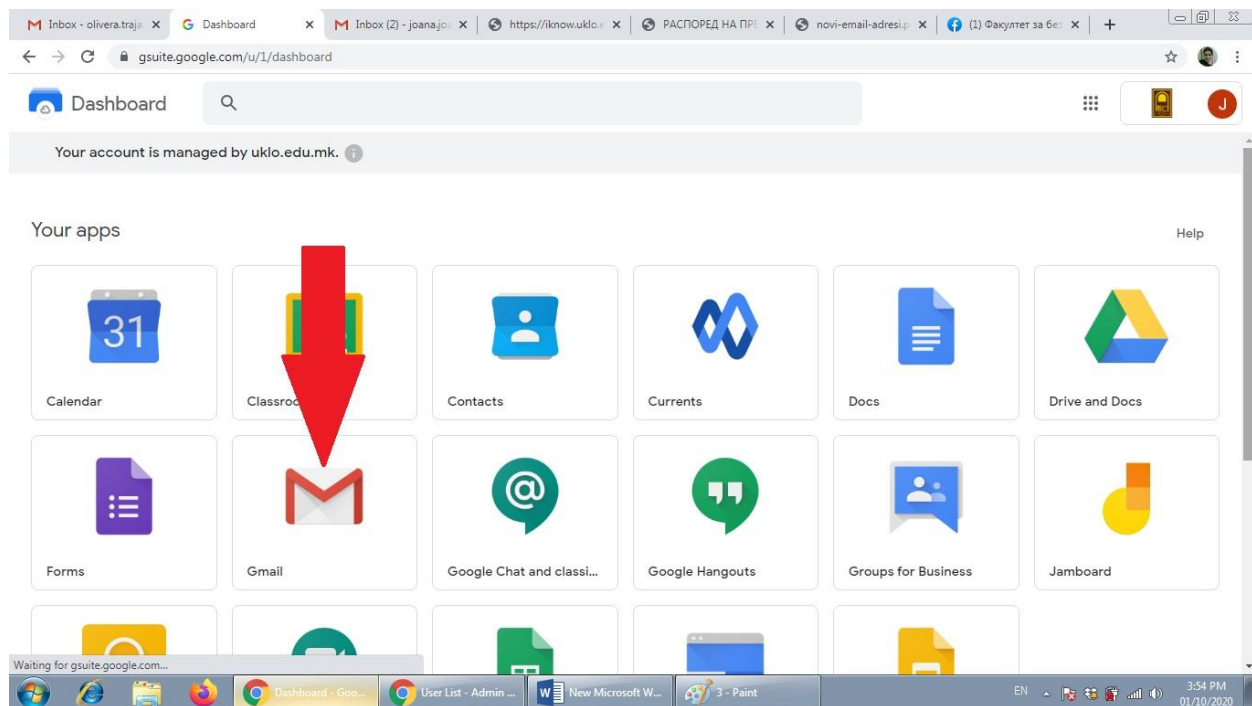 Inbox - olivera.traja
Dashboard
Inbox (2) - joana.joa
https://iknow.uklo.e
РАСПОРЕД НА ПРЕ
novi-email-adresi.p
(1) Факултет за без
gsuite.google.com/u/1/dashboard
Dashboard
J
Your account is managed by uklo.edu.mk.
Your apps
Help
31
Calendar
Classroo
Contacts
Currents
Docs
Drive and Docs
Forms
Gmail
Google Chat and classi...
Google Hangouts
Groups for Business
Jamboard
Waiting for gsuite.google.com...
Dashboard - Goo...
User List - Admin ...
New Microsoft W...
3 - Paint
EN
3:54 PM
01/10/2020